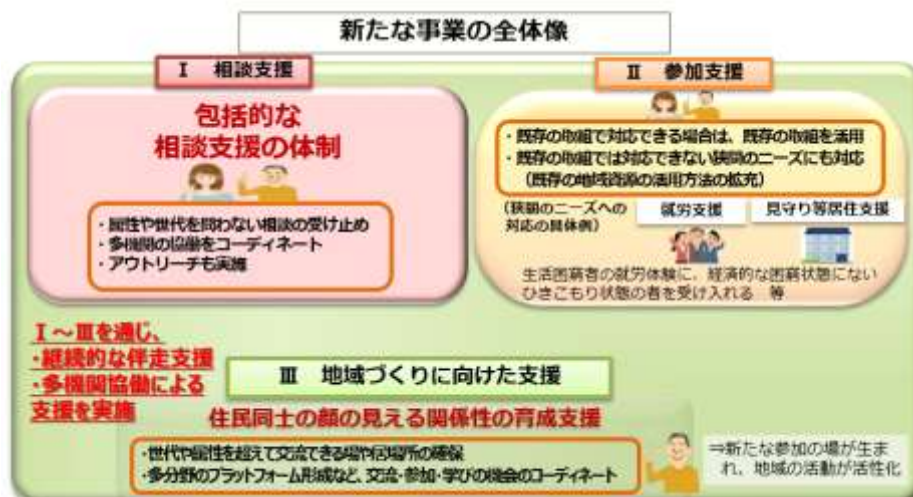 新たな事業の全体像
Ⅰ 相談支援
包括的な
相談支援の体制
・属性や世代を問わない相談の受け止め
・多機関の協働をコーディネート
・アウトリーチも実施
Ⅱ 参加支援
・既存の取組で対応できる場合は、既存の取組を活用
・既存の取組では対応できない狭間のニーズにも対応
（既存の地域資源の活用方法の拡充）
（狭間のニーズへの
対応の具体例）
就労支援
見守り等居住支援
生活困窮者の就労体験に、経済的な困窮状態にない
ひきこもり状態の者を受け入れる 等
Ⅰ～Ⅲを通じ、
・継続的な伴走支援
・多機関協働による
支援を実施
Ⅲ 地域づくりに向けた支援
住民同士の顔の見える関係性の育成支援
・世代や属性を超えて交流できる場や居場所の確保
・多分野のプラットフォーム形成など、交流・参加・学びの機会のコーディネート
⇒新たな参加の場が生ま
れ、地域の活動が活性化